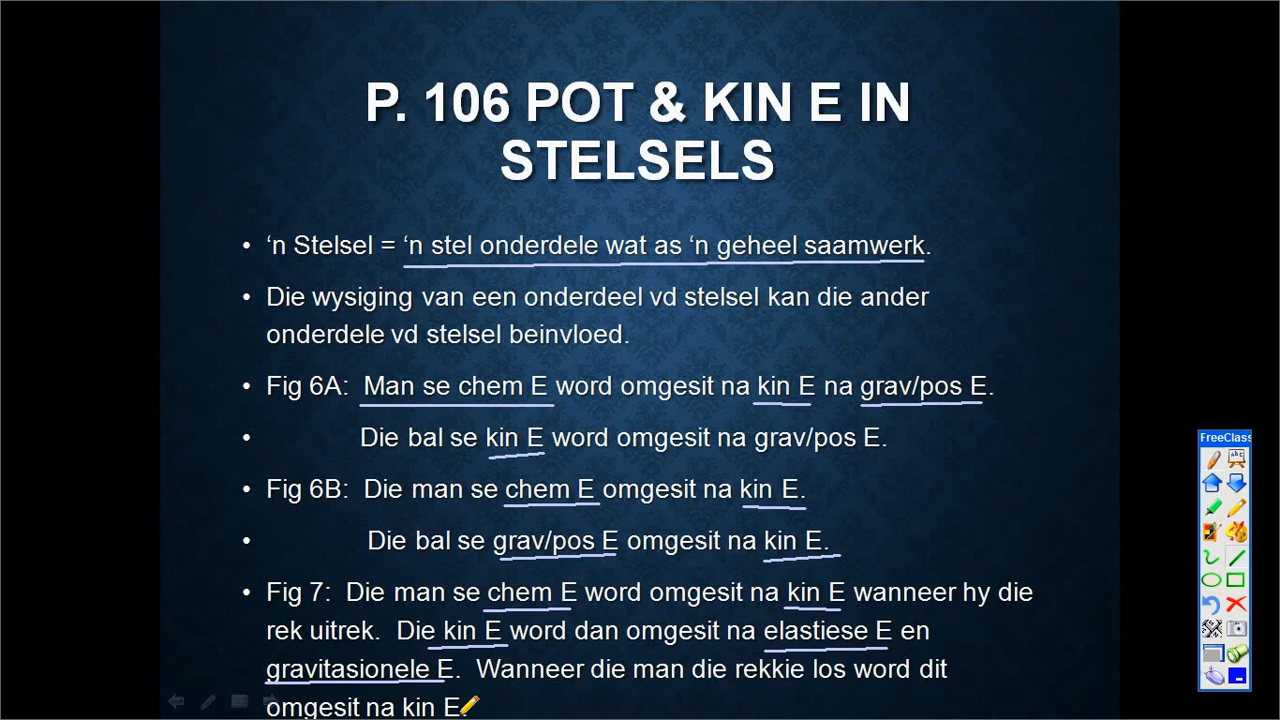 P. 106 POT & KIN E IN
STELSELS
• ‘n Stelsel = ‘n stel onderdele wat as ‘n geheel saamwerk.
• Die wysiging van een onderdeel vd stelsel kan die ander
onderdele vd stelsel beinvloed.
• Fig 6A: Man se chem E word omgesit na kin E na grav/pos E.
• Die bal se kin E word omgesit na grav/pos E.
• Fig 6B: Die man se chem E omgesit na kin E.
• Die bal se grav/pos E omgesit na kin E.
• Fig 7: Die man se chem E word omgesit na kin E wanneer hy die
rek uitrek. Die kin E word dan omgesit na elastiese E en
gravitasionele E. Wanneer die man die rekkie los word dit
omgesit na kin E.
FreeClass